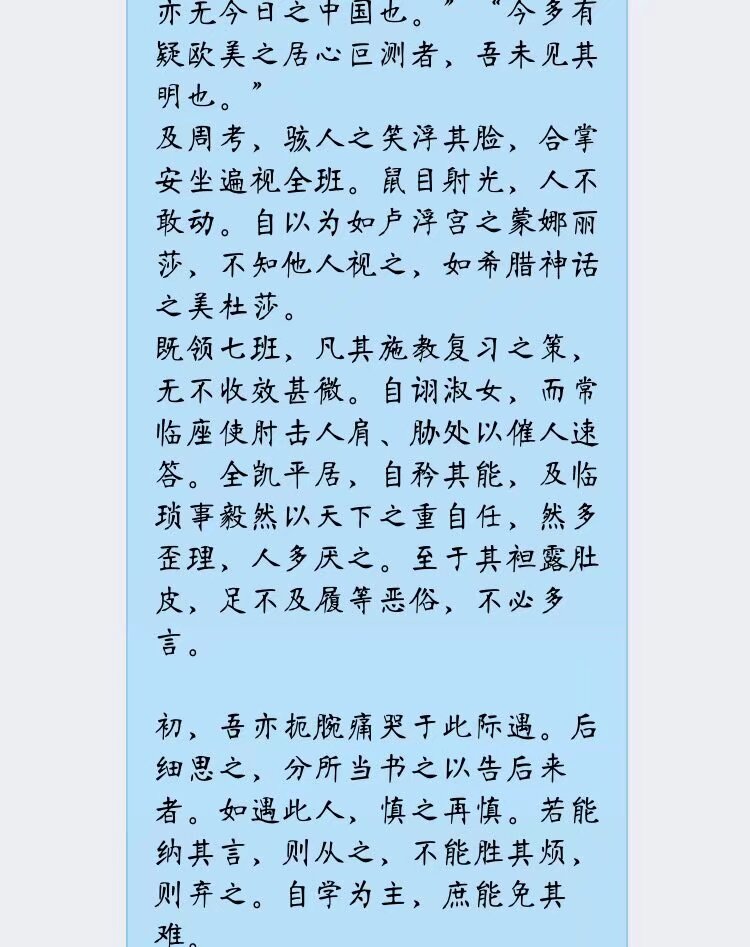 亦无今日之中国也。”“今多有
疑欧美之居心叵测者，吾未见其
明也。”
及周考，骇人之笑浮其脸，合掌
安坐遍视全班。鼠目射光，人不
敢动。自以为如卢浮宫之蒙娜丽
莎，不知他人视之，如希腊神话
之美杜莎。
既领七班，凡其施教复习之策，
无不收效甚微。自诩淑女，而常
临座使肘击人肩、胁处以催人速
答。全凯平居，自矜其能，及临
琐事毅然以天下之重自任，然多
歪理，人多厌之。至于其袒露肚
皮，足不及履等恶俗，不必多
言。
初，吾亦扼腕痛哭于此际遇。后
细思之，分所当书之以告后来
者。如遇此人，慎之再慎。若能
纳其言，则从之，不能胜其烦，
则弃之。自学为主，庶能免其
难。